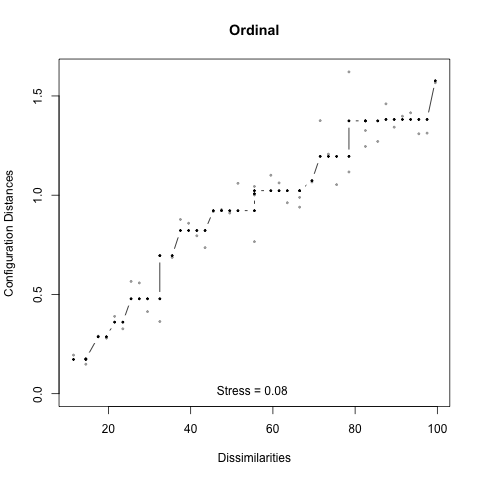 Ordinal
Configuration Distances
1.5
1.0
0.5
0.0
Stress = 0.08
20 40 60 80 100
Dissimilarities